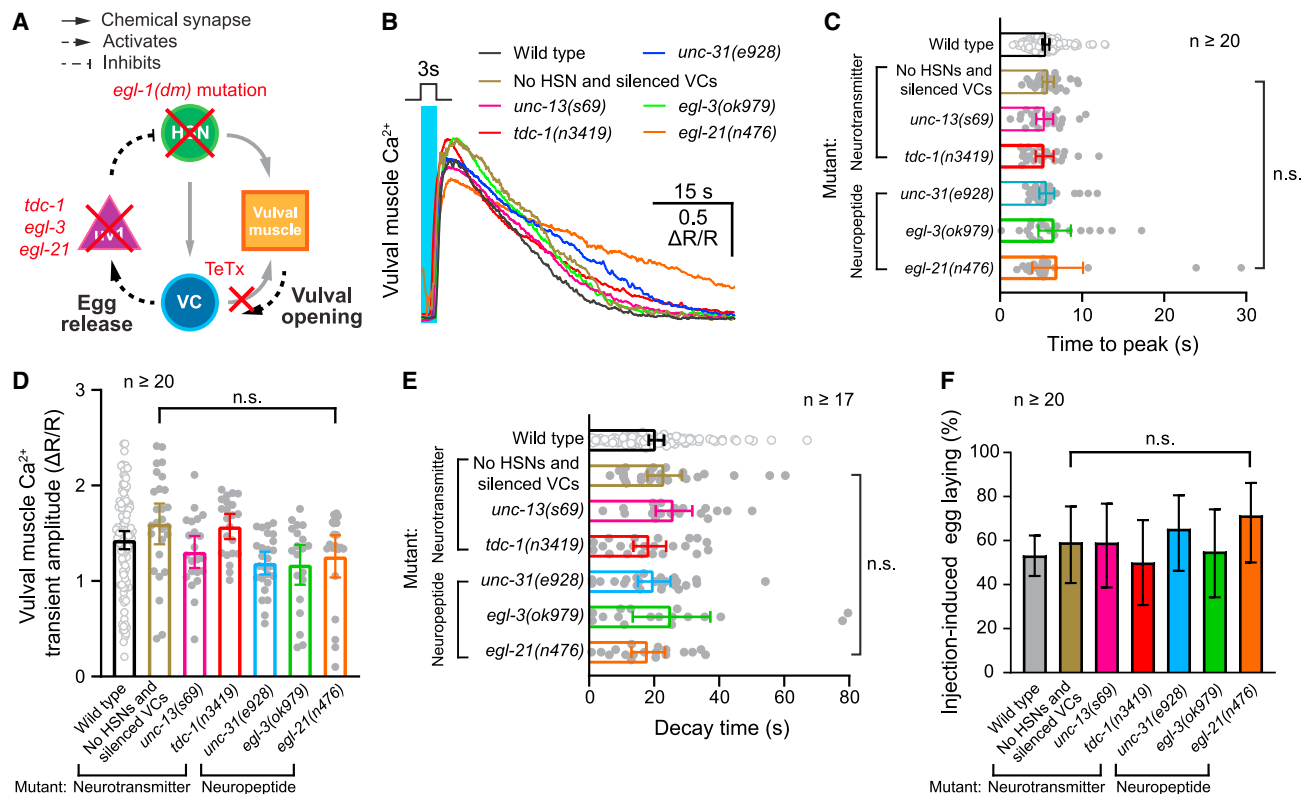 A
Chemical synapse
Activates
Inhibits
egl-1(dm) mutation
HSN
tdc-1
egl-3
egl-21
Vulval
muscle
TeTx
VC
Egg
release
Vulval
opening
B
3s
Wild type
unc-31(e928)
No HSN and silenced VCs
unc-13(s69)
egl-3(ok979)
tdc-1(n3419)
egl-21(n476)
Vulval muscle Ca2+
15 s
0.5
ΔR/R
C
n ≥ 20
Wild type
No HSNs and
silenced VCs
unc-13(s69)
tdc-1(n3419)
unc-31(e928)
egl-3(ok979)
egl-21(n476)
Mutant:
Neurotransmitter
Neuropeptide
n.s.
0 10 20 30
Time to peak (s)
D
n ≥ 20
n.s.
Vulval muscle Ca2+
transient amplitude (ΔR/R)
3
2
1
0
Wild type
No HSNs and
silenced VCs
unc-13(s69)
tdc-1(n3419)
unc-31(e928)
egl-3(ok979)
egl-21(n476)
Mutant: Neurotransmitter Neuropeptide
E
n ≥ 17
Wild type
No HSNs and
silenced VCs
unc-13(s69)
tdc-1(n3419)
unc-31(e928)
egl-3(ok979)
egl-21(n476)
Mutant:
Neurotransmitter
Neuropeptide
n.s.
0 20 40 60 80
Decay time (s)
F
n ≥ 20
n.s.
Injection-induced egg laying (%)
100
80
60
40
20
0
Wild type
No HSNs and
silenced VCs
unc-13(s69)
tdc-1(n3419)
unc-31(e928)
egl-3(ok979)
egl-21(n476)
Mutant: Neurotransmitter Neuropeptide